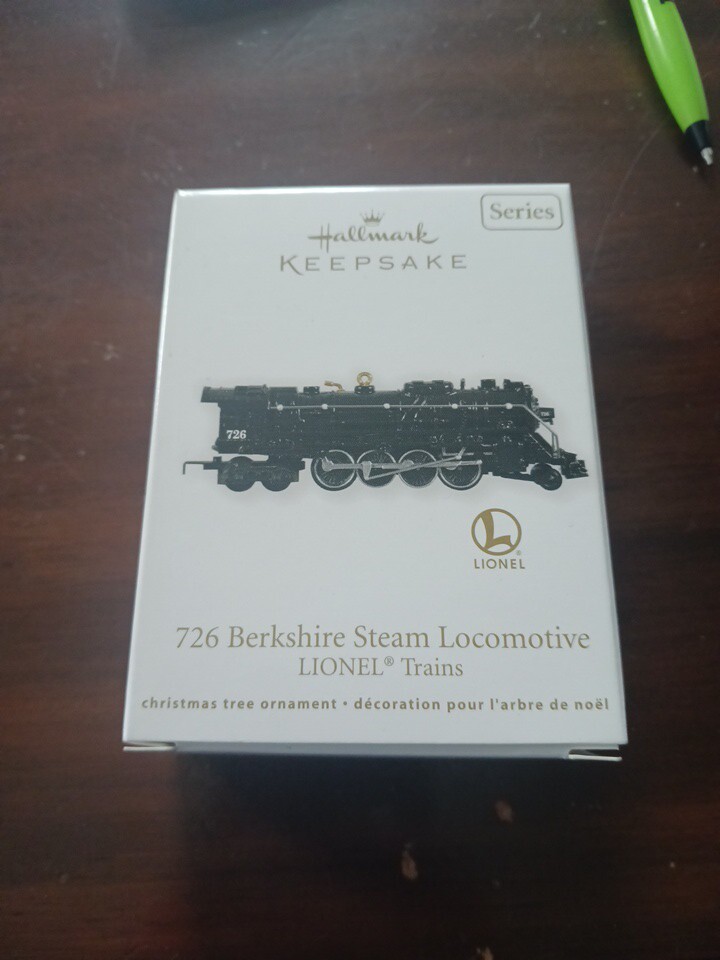 Series
Hallmark
KEEPSAKE
726
L
LIONEL
726 Berkshire Steam Locomotive
LIONEL® Trains
christmas tree ornament • décoration pour l'arbre de noël